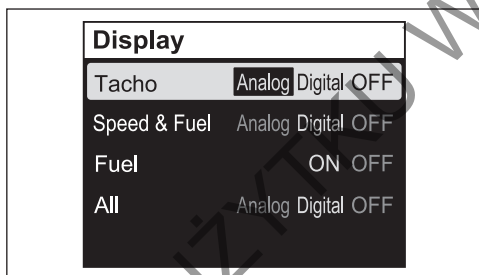 Display
Tacho Analog Digital OFF
Speed & Fuel Analog Digital OFF
Fuel ON OFF
All Analog Digital OFF